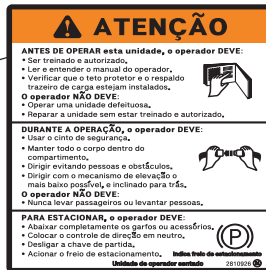 ATENÇÃO
ANTES DE OPERAR esta unidade, o operador DEVE:
• Ser treinado e autorizado.
• Ler e entender o manual do operador.
• Verificar que o teto protetor e o respaldo
trazeiro de carga estejam instalados.
O operador NÃO DEVE:
• Operar uma unidade defeituosa.
• Reparar a unidade sem estar treinado e autorizado.
DURANTE A OPERAÇÃO, o operador DEVE:
• Usar o cinto de segurança.
• Manter todo o corpo dentro do
compartimento.
• Dirigir evitando pessoas e obstáculos.
• Dirigir com o mecanismo de elevação o
mais baixo possível, e inclinado para trás.
O operador NÃO DEVE:
• Nunca levar passageiros ou levantar pessoas.
PARA ESTACIONAR, o operador DEVE:
• Abaixar completamente os garfos ou acessórios.
• Colocar o controle de direção em neutro.
• Desligar a chave de partida.
• Acionar o freio de estacionamento.
P
Indica freio de estacionamento
Unidade de operador sentado
2810926